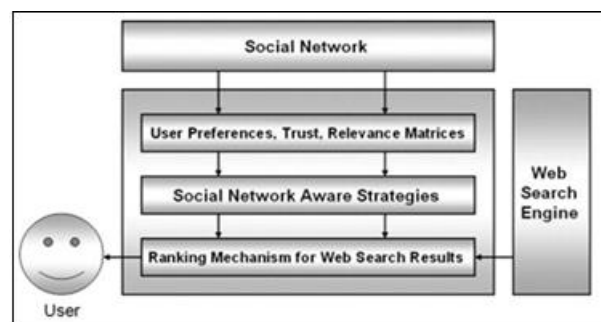 Social Network
User Preferences, Trust, Relevance Matrices
Social Network Aware Strategies
Ranking Mechanism for Web Search Results
Web
Search
Engine
User